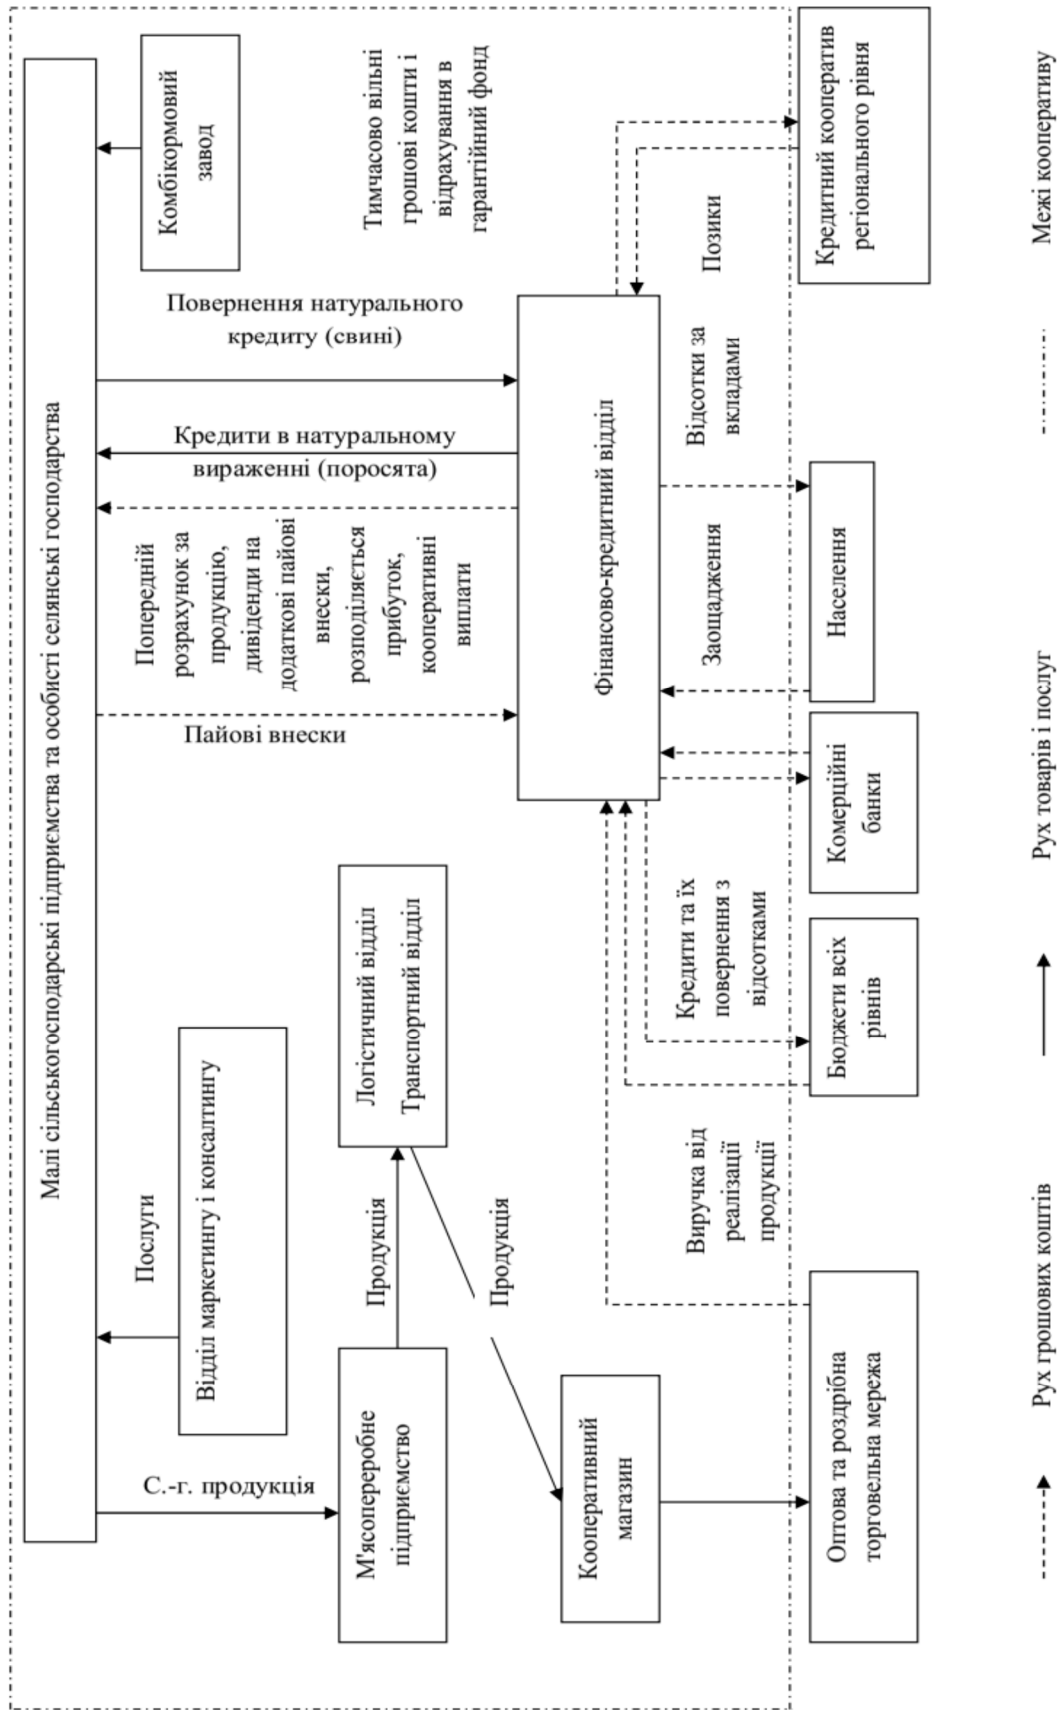 Малі сільськогосподарські підприємства та особисті селянські господарства
Комбікормовий
завод
Тимчасово вільні
грошові кошти і
відрахування в
гарантійний фонд
Повернення натурального
кредиту (свині)
Кредити в натуральному
вираженні (поросята)
Попередній
розрахунок за
продукцію,
дивіденди на
додаткові пайові
внески,
розподіляється
прибуток,
кооперативні
виплати
Пайові внески
Послуги
Відділ маркетингу і консалтингу
С.-г. продукція
М'ясопереробне
підприємство
Продукція
Логістичний відділ
Транспортний відділ
Продукція
Кооперативний
магазин
Фінансово-кредитний відділ
Позики
Відсотки за
вкладами
Заощадження
Кредити та їх
повернення з
відсотками
Виручка від
реалізації
продукції
Кредитний кооператив
регіонального рівня
Населення
Комерційні
банки
Бюджети всіх
рівнів
Оптова та роздрібна
торговельна мережа
Рух грошових коштів
Рух товарів і послуг
Межі кооперативу